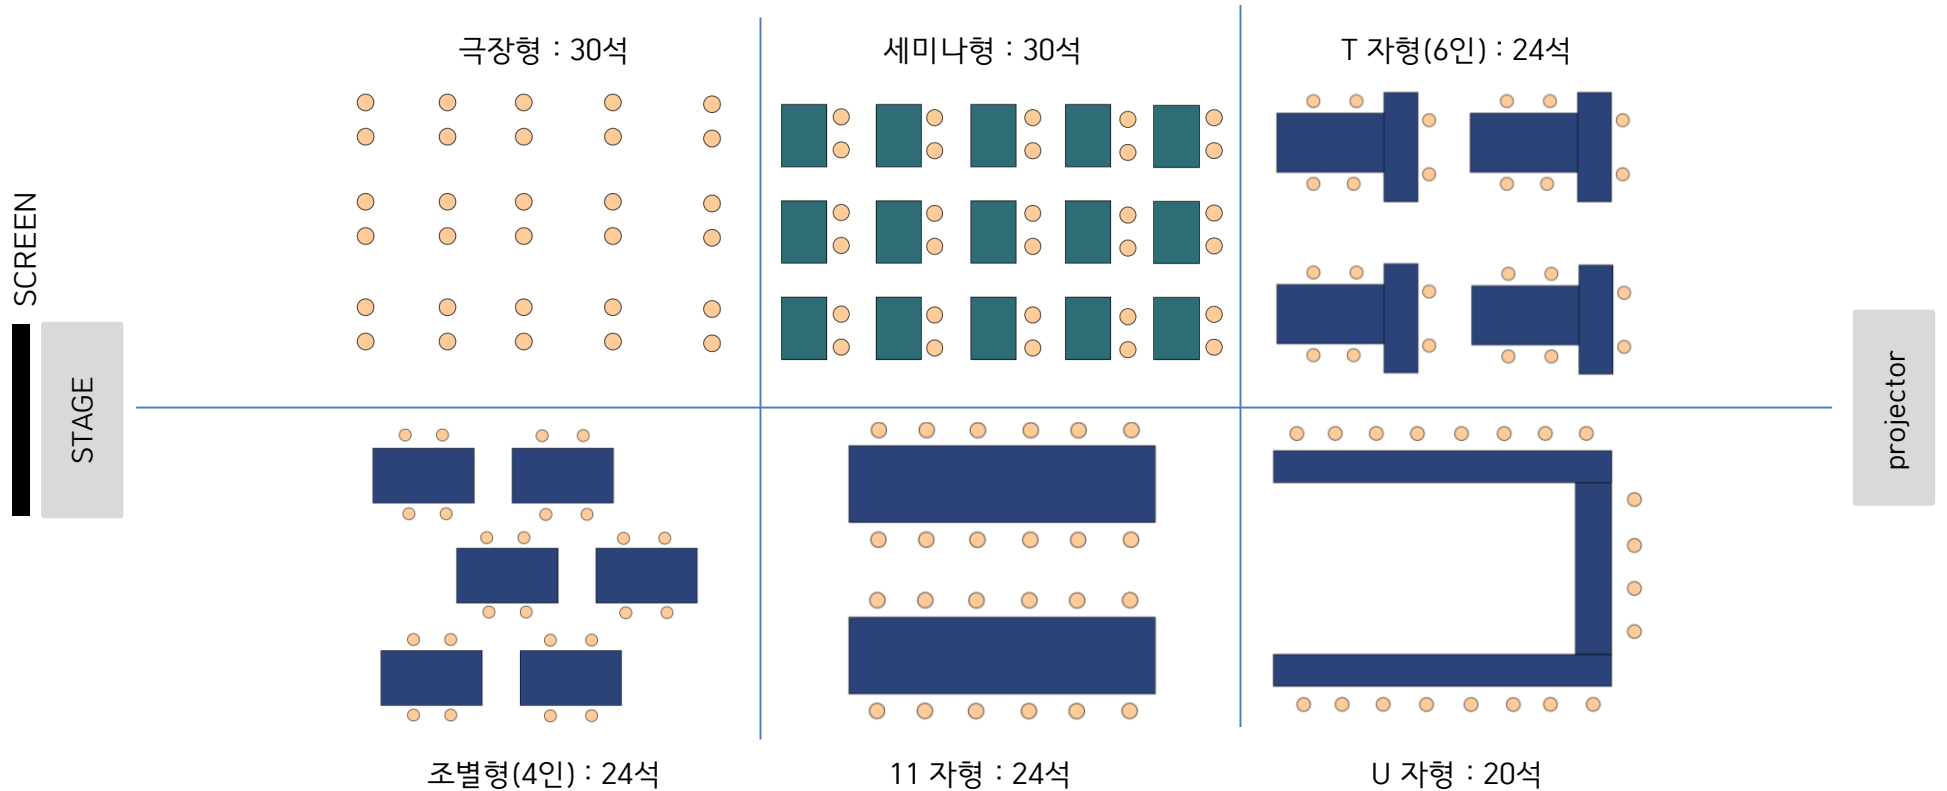 극장형 : 30석
세미나형 : 30석
T 자형(6인) : 24석
SCREEN
STAGE
projector
조별형(4인) : 24석
11 자형 : 24석
U 자형 : 20석